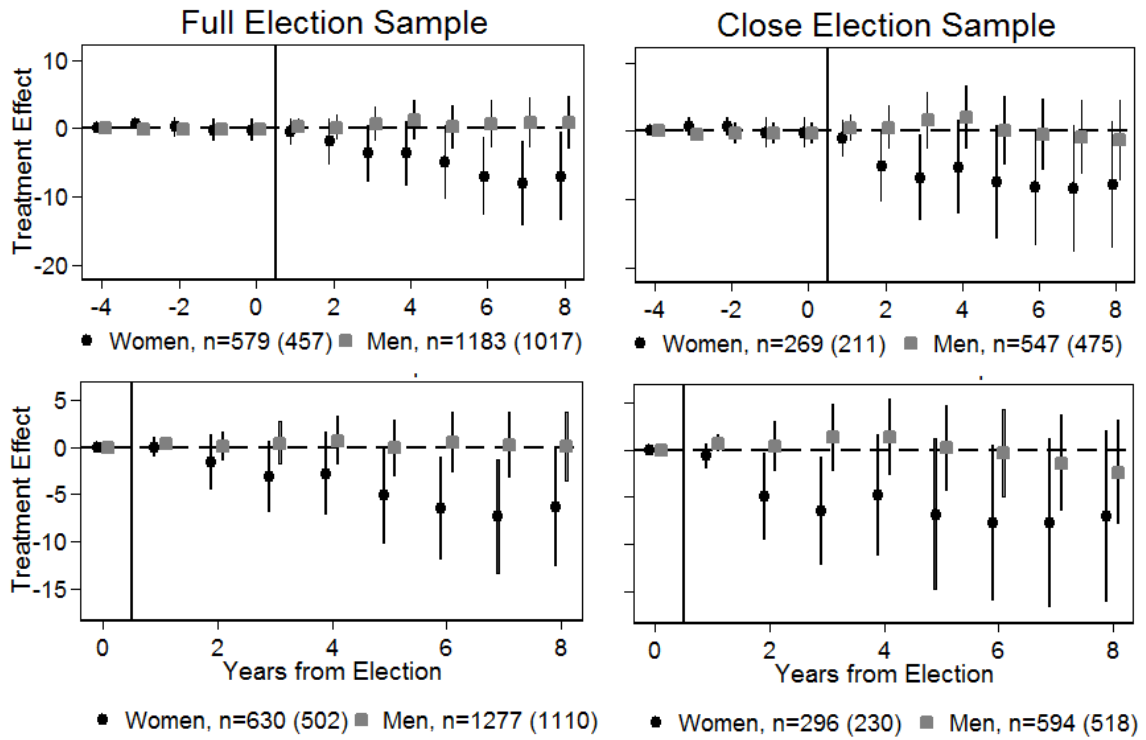 Full Election Sample
Close Election Sample
Treatment Effect
10
0
-10
-20
-4 -2 0 2 4 6 8
-4 -2 0 2 4 6 8
Women, n=579 (457) Men, n=1183 (1017)
Women, n=269 (211) Men, n=547 (475)
Treatment Effect
5
0
-5
-10
-15
0 2 4 6 8
0 2 4 6 8
Years from Election
Years from Election
Women, n=630 (502) Men, n=1277 (1110)
Women, n=296 (230) Men, n=594 (518)